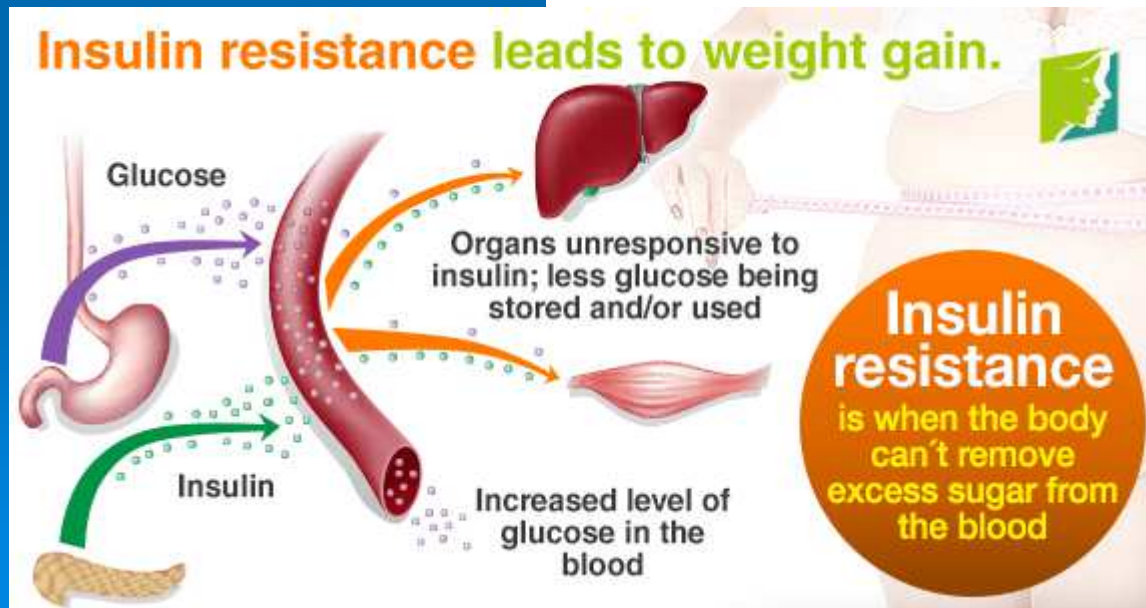 Insulin resistance leads to weight gain.
Glucose
Organs unresponsive to
insulin; less glucose being
stored and/or used
Insulin
Increased level of
glucose in the
blood
Insulin
resistance
is when the body
can´t remove
excess sugar from
the blood